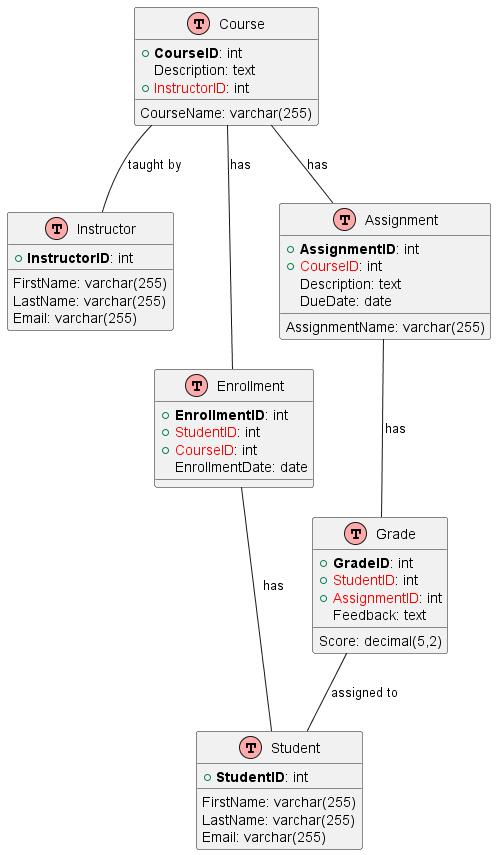 T Course
CourseID: int
Description: text
InstructorID: int
CourseName: varchar(255)
taught by
has
has
T Instructor
InstructorID: int
FirstName: varchar(255)
LastName: varchar(255)
Email: varchar(255)
T Assignment
AssignmentID: int
CourseID: int
Description: text
DueDate: date
AssignmentName: varchar(255)
T Enrollment
EnrollmentID: int
StudentID: int
CourseID: int
EnrollmentDate: date
has
T Grade
GradeID: int
StudentID: int
AssignmentID: int
Feedback: text
Score: decimal(5,2)
has
assigned to
T Student
StudentID: int
FirstName: varchar(255)
LastName: varchar(255)
Email: varchar(255)